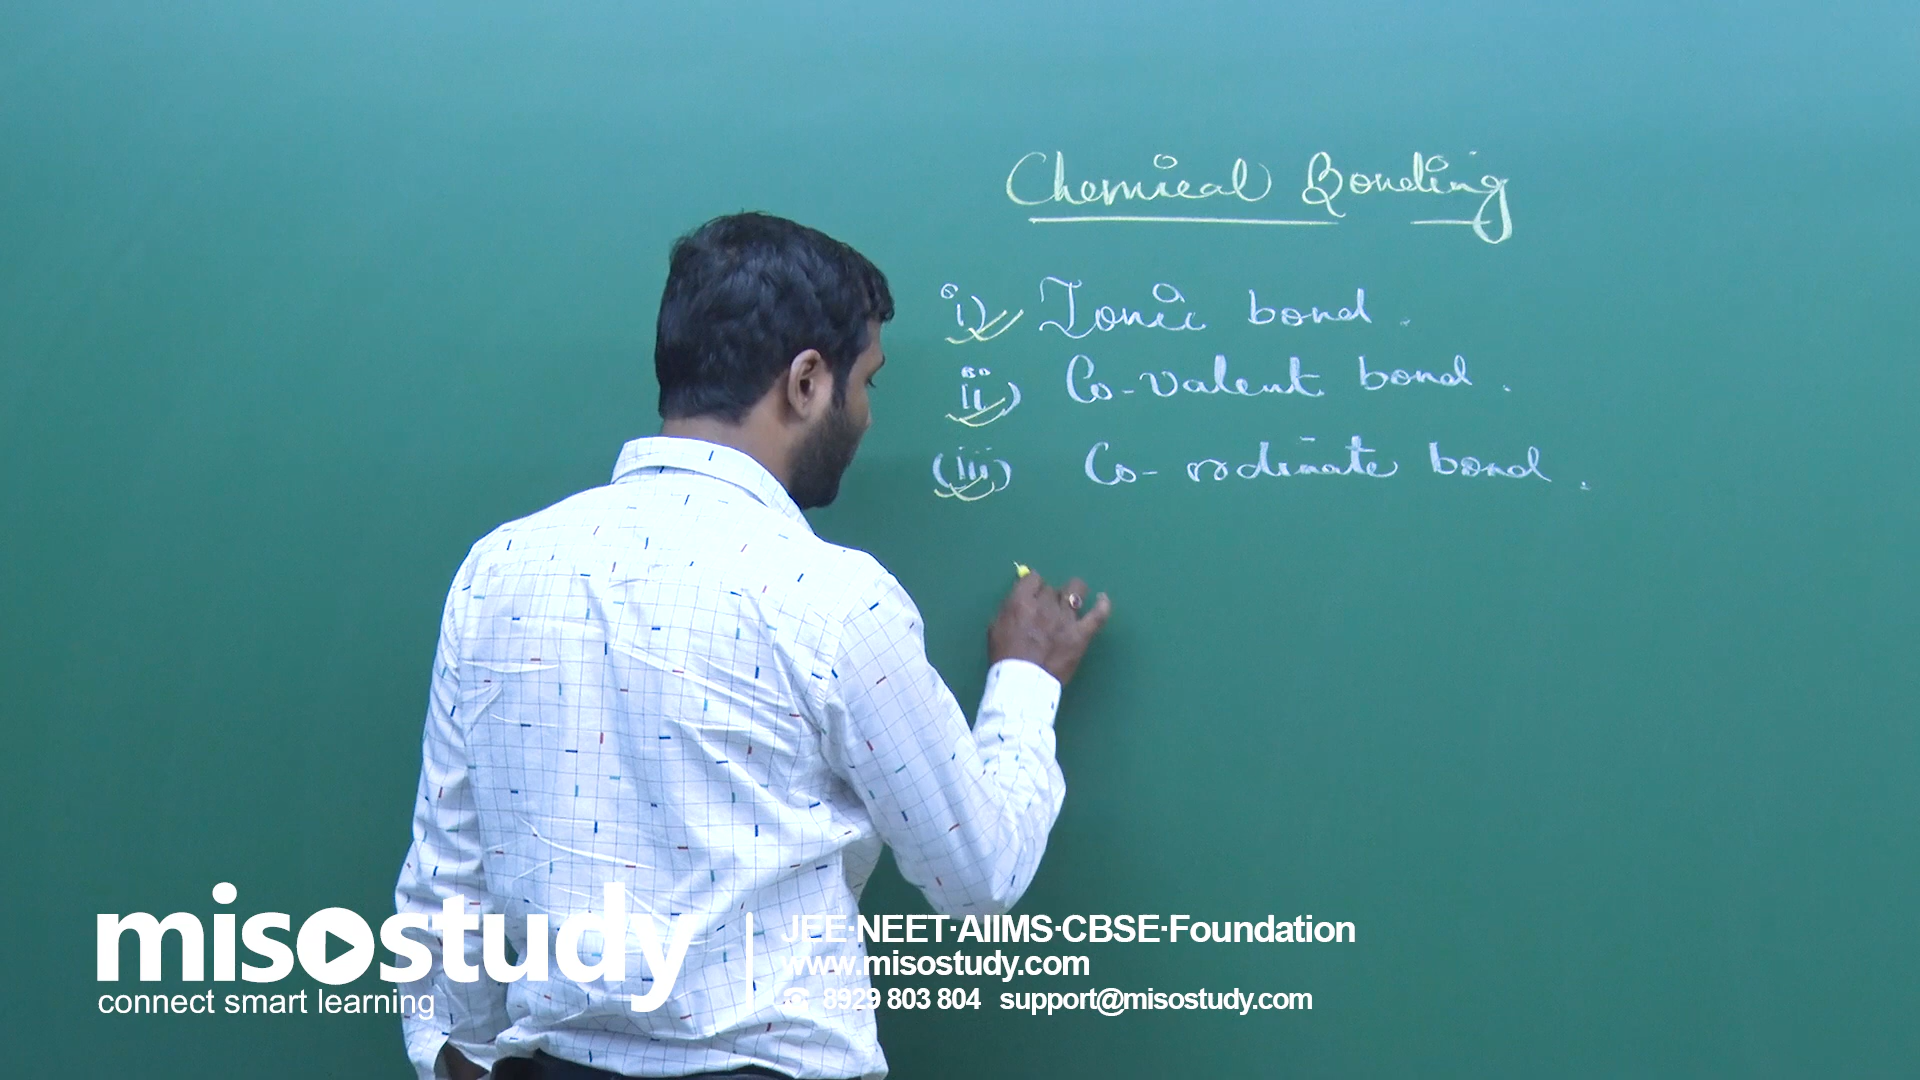 Chemical Bonding
i) Ionic bond.
ii) Co-valent bond.
(iii) Co-ordinate bond.
misostudy
connect smart learning
JEE·NEET·AIIMS·CBSE·Foundation
www.misostudy.com
8929 803 804 support@misostudy.com